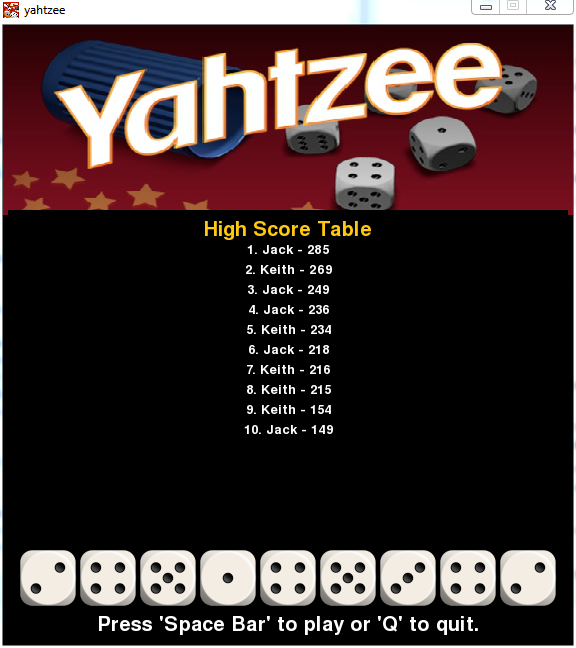 yahtzee
Yahtzee
High Score Table
1. Jack - 285
2. Keith - 269
3. Jack - 249
4. Jack - 236
5. Keith - 234
6. Jack - 218
7. Keith - 216
8. Keith - 215
9. Keith - 154
10. Jack - 149
Press 'Space Bar' to play or 'Q' to quit.